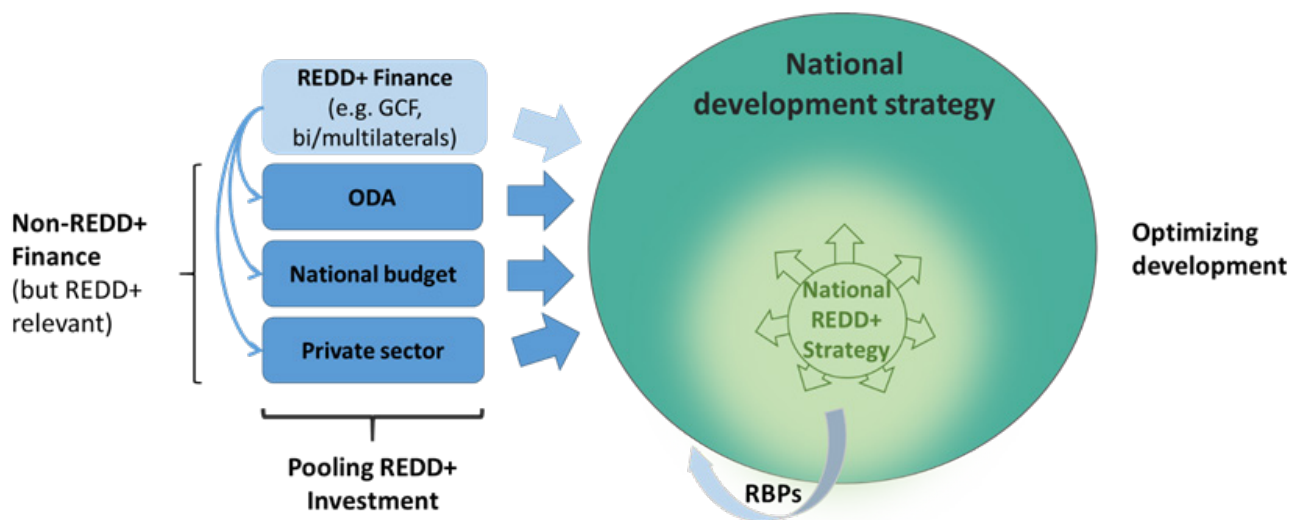 REDD+ Finance
(e.g. GCF,
bi/multilaterals)
ODA
National budget
Private sector
Non-REDD+
Finance
(but REDD+
relevant)
Pooling REDD+
Investment
National
development strategy
National
REDD+
Strategy
RBPs
Optimizing
development